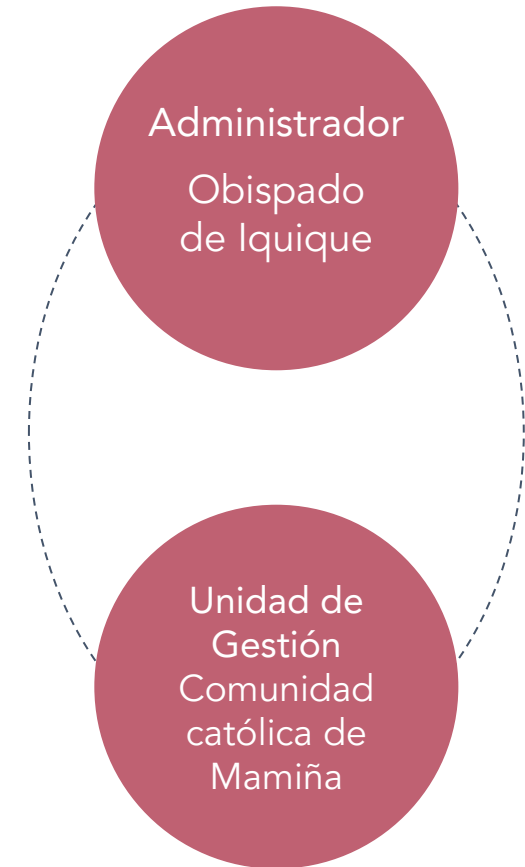 Administrador
Obispado
de Iquique
Unidad de
Gestión
Comunidad
católica de
Mamiña